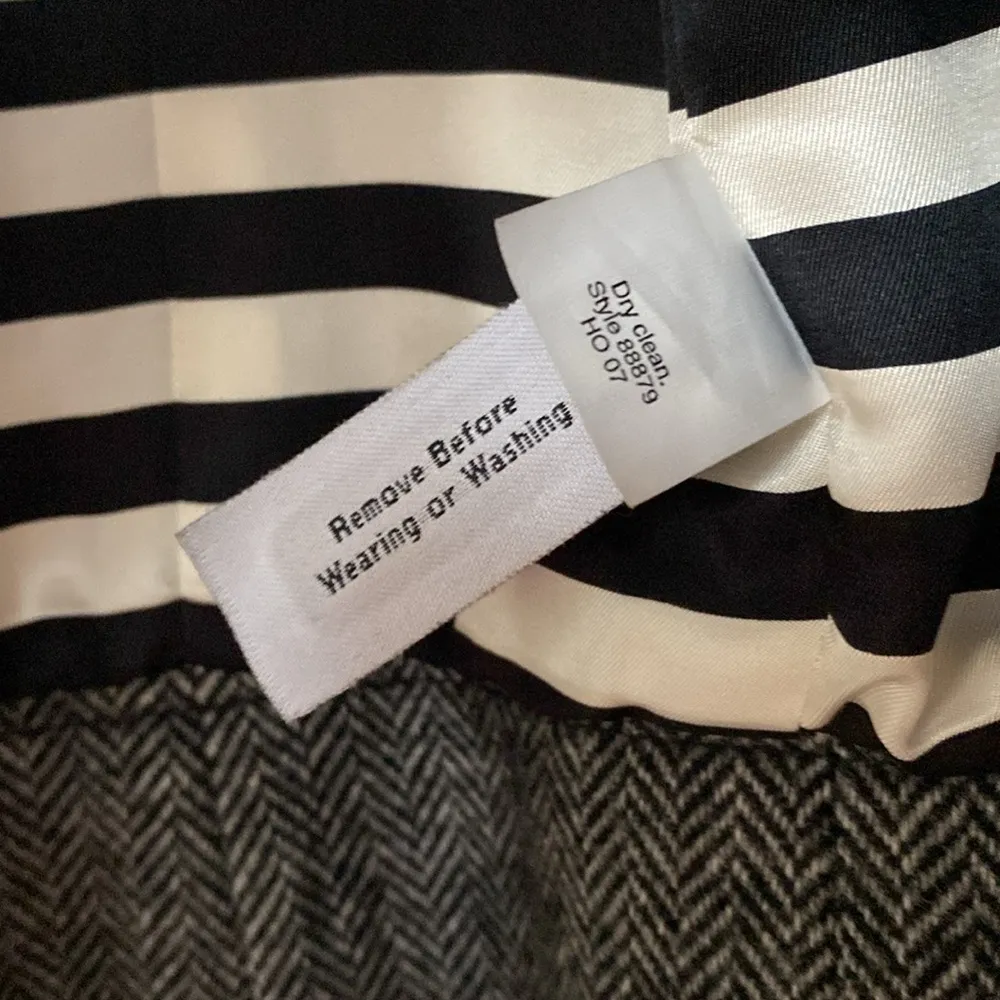 Dry clean.
Style 88879
HO 07
Remove Before
Wearing or Washing